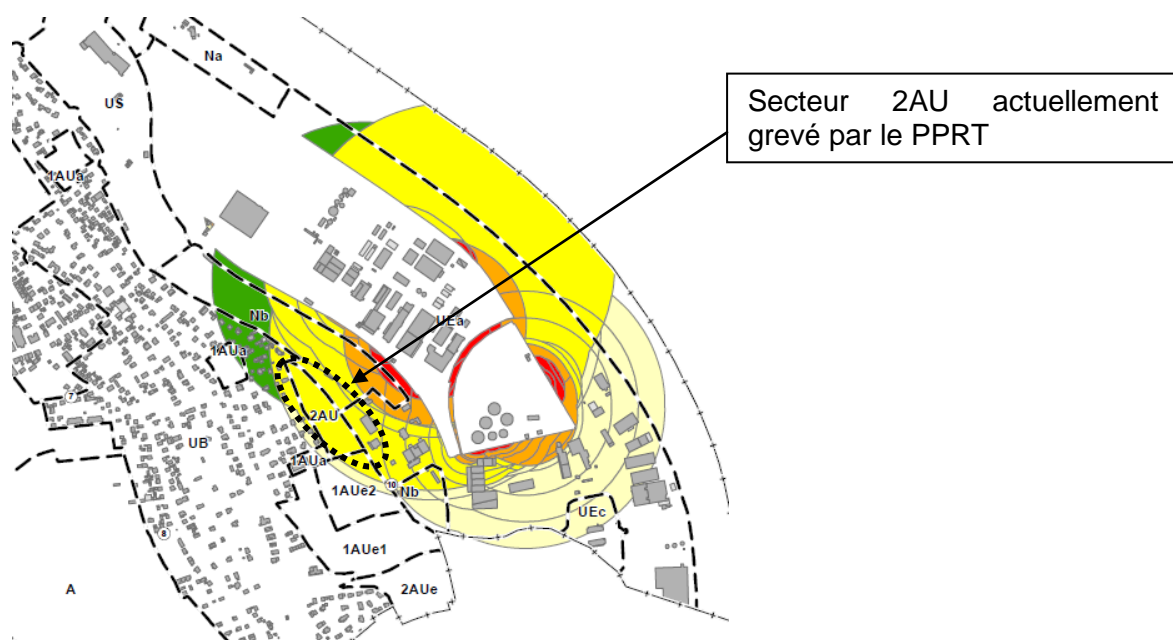 Na
US
Secteur 2AU actuellement
grevé par le PPRT
1AUa
Nb
UEa
1AUa
7
2AU
UB
1AUa
10
1AUe2
Nb
UEc
8
1AUe1
A
2AUe